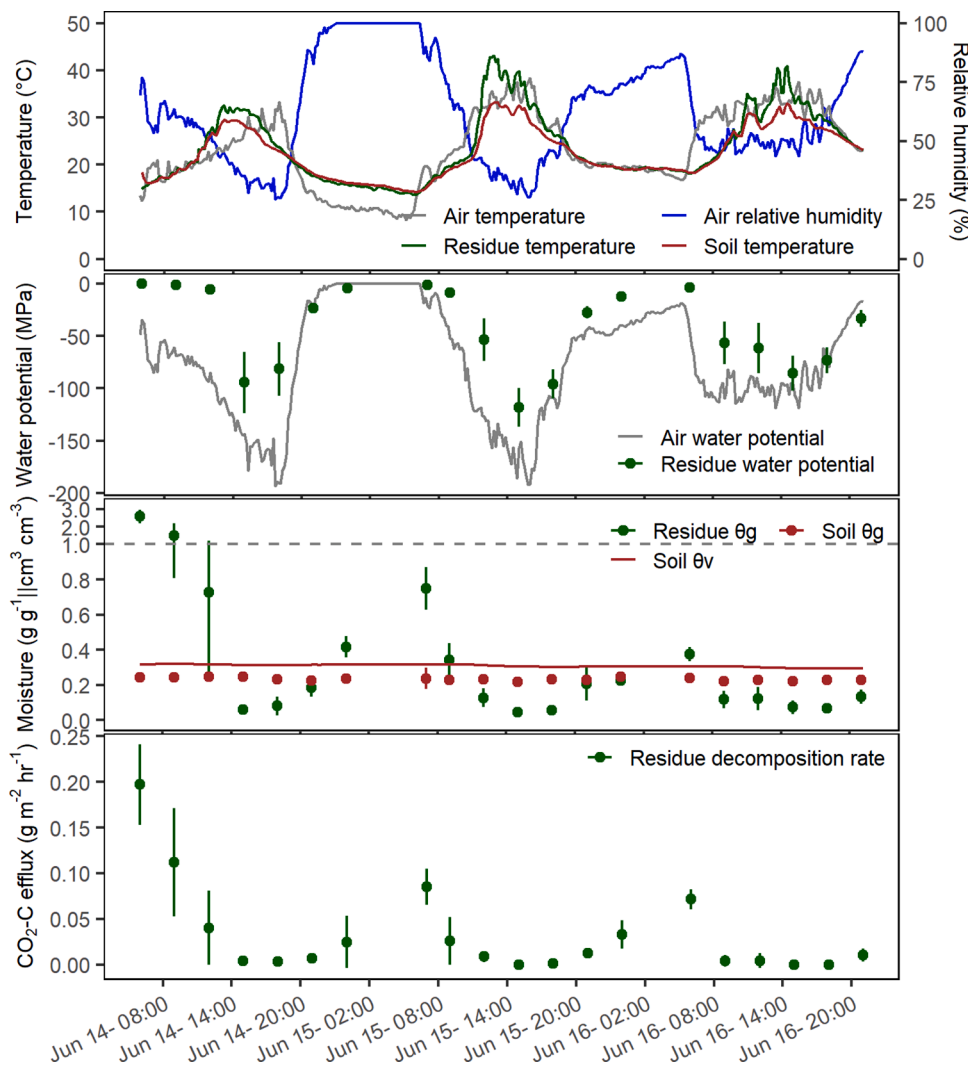 Temperature (°C)
50
40
30
20
10
0
100
75
50
25
0
Relative humidity (%)
Air temperature
Air relative humidity
Residue temperature
Soil temperature
Water potential (MPa)
0
-50
-100
-150
-200
Air water potential
Residue water potential
Moisture (g g⁻¹||cm³ cm⁻³)
3.0
2.0
1.0
0.8
0.6
0.4
0.2
0.0
Residue θg
Soil θg
Soil θv
CO₂-C efflux (g m⁻² hr⁻¹)
0.25
0.20
0.15
0.10
0.05
0.00
Residue decomposition rate
Jun 14- 08:00
Jun 14- 14:00
Jun 14- 20:00
Jun 15- 02:00
Jun 15- 08:00
Jun 15- 14:00
Jun 15- 20:00
Jun 16- 02:00
Jun 16- 08:00
Jun 16- 14:00
Jun 16- 20:00